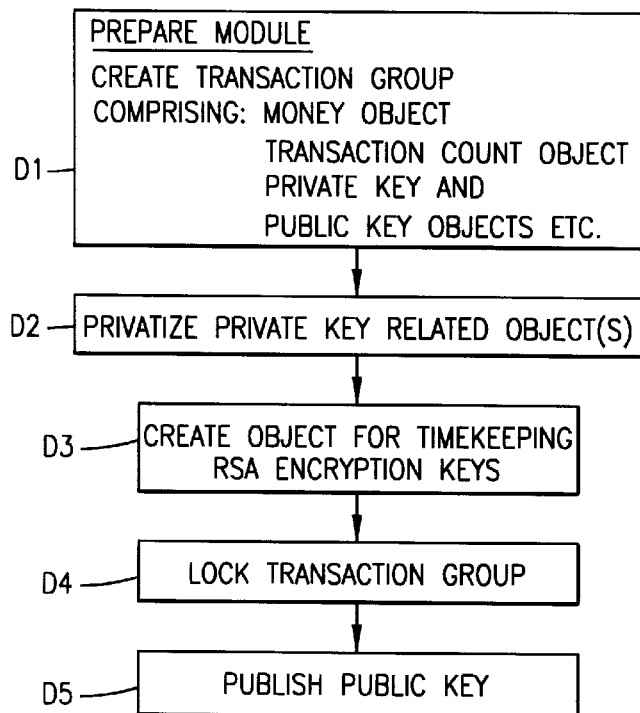 PREPARE MODULE
CREATE TRANSACTION GROUP
COMPRISING: MONEY OBJECT
TRANSACTION COUNT OBJECT
D1
PRIVATE KEY AND
PUBLIC KEY OBJECTS ETC.
D2 PRIVATIZE PRIVATE KEY RELATED OBJECT(S)
D3 CREATE OBJECT FOR TIMEKEEPING
RSA ENCRYPTION KEYS
D4 LOCK TRANSACTION GROUP
D5 PUBLISH PUBLIC KEY